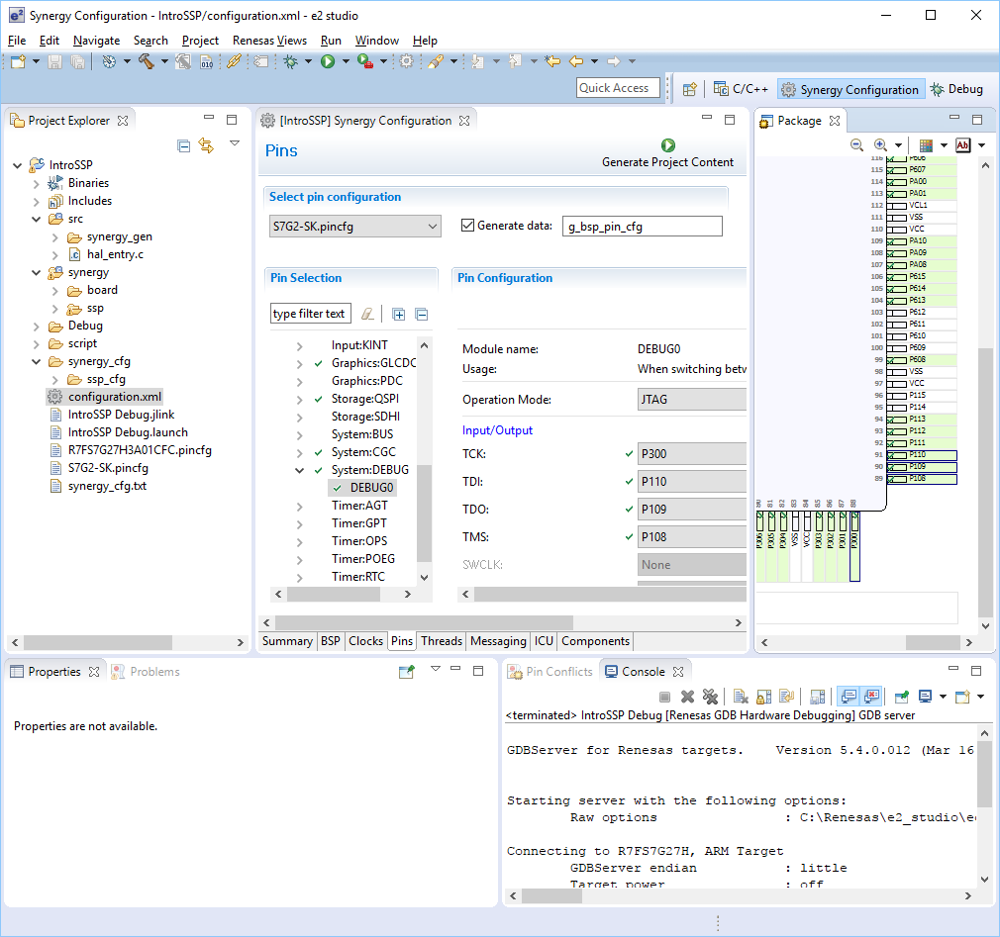 Synergy Configuration - IntroSSP/configuration.xml - e2 studio
File Edit Navigate Search Project Renesas Views Run Window Help
Quick Access
C/C++
Synergy Configuration
Debug
Project Explorer
IntroSSP
Binaries
Includes
src
synergy_gen
hal_entry.c
synergy
board
ssp
Debug
script
synergy_cfg
ssp_cfg
configuration.xml
IntroSSP Debug.jlink
IntroSSP Debug.launch
R7FS7G27H3A01CFC.pincfg
S7G2-SK.pincfg
synergy_cfg.txt
[IntroSSP] Synergy Configuration
Pins
Generate Project Content
Select pin configuration
S7G2-SK.pincfg
Generate data: g_bsp_pin_cfg
Pin Selection
type filter text
Input:KINT
Graphics:GLCDC
Graphics:PDC
Storage:QSPI
Storage:SDHI
System:BUS
System:CGC
System:DEBUG
DEBUG0
Timer:AGT
Timer:GPT
Timer:OPS
Timer:POEG
Timer:RTC
Pin Configuration
Module name: DEBUG0
Usage: When switching betw
Operation Mode: JTAG
Input/Output
TCK: P300
TDI: P110
TDO: P109
TMS: P108
SWCLK: None
Summary BSP Clocks Pins Threads Messaging ICU Components
Package
116 P606
115 P607
114 PA00
113 PA01
112 VCL1
111 VSS
110 VCC
109 PA10
108 PA09
107 PA08
106 P615
105 P614
104 P613
103 P612
102 P611
101 P610
100 P609
99 P608
98 VSS
97 VCC
96 P115
95 P114
94 P113
93 P112
92 P111
91 P110
90 P109
89 P108
80 81 82 83 84 85 86 87 88
P306 P305 P304 VSS VCC P303 P302 P301 P300
Properties
Problems
Properties are not available.
Pin Conflicts
Console
<terminated> IntroSSP Debug [Renesas GDB Hardware Debugging] GDB server
GDBServer for Renesas targets. Version 5.4.0.012 (Mar 16
Starting server with the following options:
Raw options : C:\Renesas\e2_studio\ec
Connecting to R7FS7G27H, ARM Target
GDBServer endian : little
Target power : off